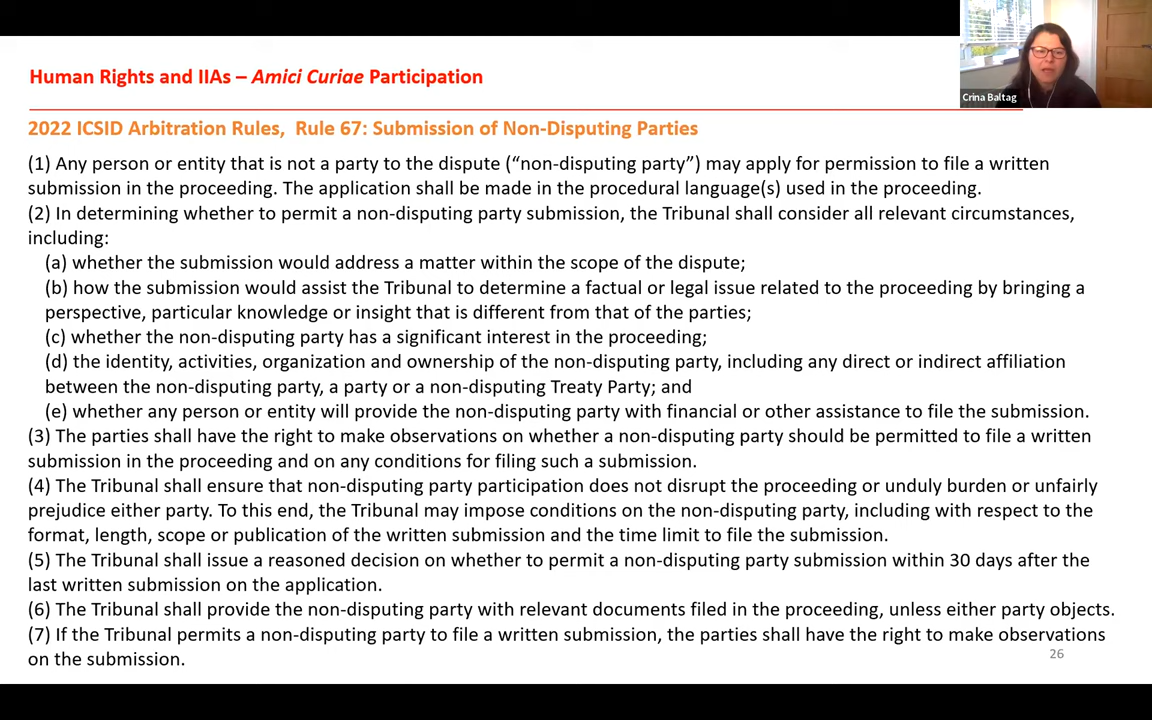 Human Rights and IIAs – Amici Curiae Participation
Crina Baltag
2022 ICSID Arbitration Rules, Rule 67: Submission of Non-Disputing Parties
(1) Any person or entity that is not a party to the dispute (“non-disputing party”) may apply for permission to file a written
submission in the proceeding. The application shall be made in the procedural language(s) used in the proceeding.
(2) In determining whether to permit a non-disputing party submission, the Tribunal shall consider all relevant circumstances,
including:
(a) whether the submission would address a matter within the scope of the dispute;
(b) how the submission would assist the Tribunal to determine a factual or legal issue related to the proceeding by bringing a
perspective, particular knowledge or insight that is different from that of the parties;
(c) whether the non-disputing party has a significant interest in the proceeding;
(d) the identity, activities, organization and ownership of the non-disputing party, including any direct or indirect affiliation
between the non-disputing party, a party or a non-disputing Treaty Party; and
(e) whether any person or entity will provide the non-disputing party with financial or other assistance to file the submission.
(3) The parties shall have the right to make observations on whether a non-disputing party should be permitted to file a written
submission in the proceeding and on any conditions for filing such a submission.
(4) The Tribunal shall ensure that non-disputing party participation does not disrupt the proceeding or unduly burden or unfairly
prejudice either party. To this end, the Tribunal may impose conditions on the non-disputing party, including with respect to the
format, length, scope or publication of the written submission and the time limit to file the submission.
(5) The Tribunal shall issue a reasoned decision on whether to permit a non-disputing party submission within 30 days after the
last written submission on the application.
(6) The Tribunal shall provide the non-disputing party with relevant documents filed in the proceeding, unless either party objects.
(7) If the Tribunal permits a non-disputing party to file a written submission, the parties shall have the right to make observations
on the submission.
26